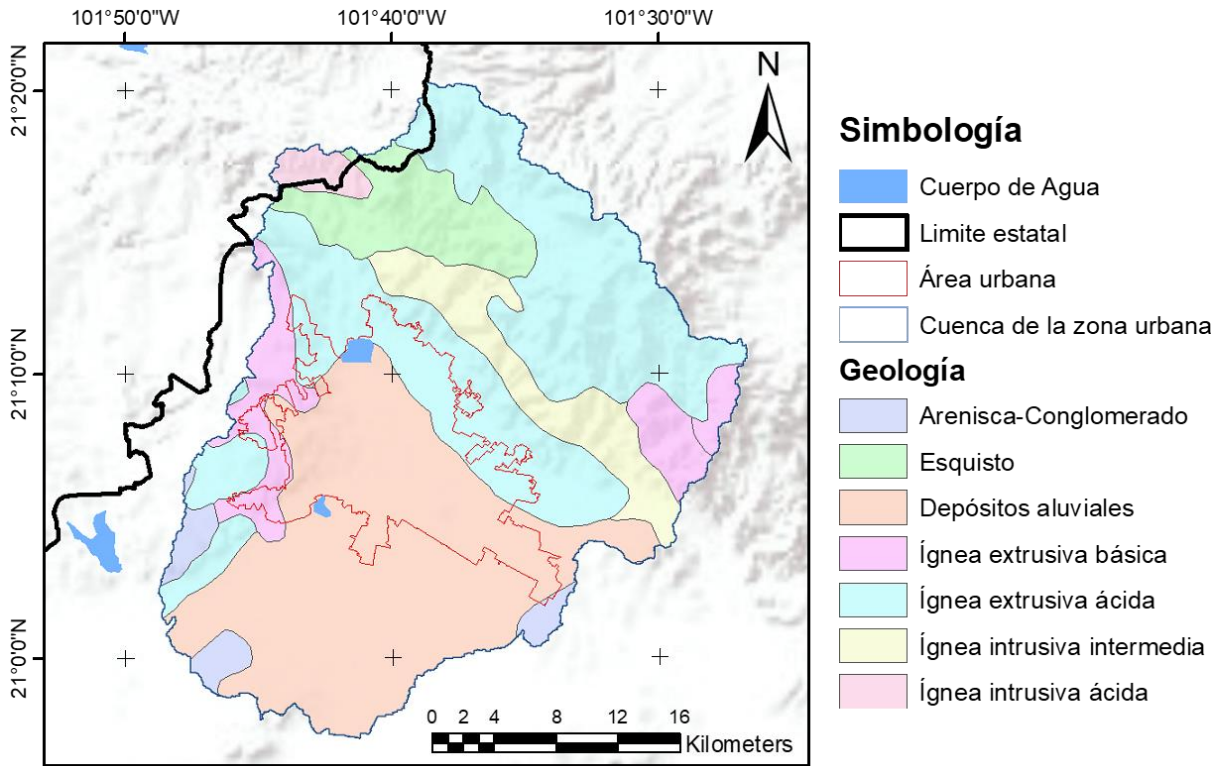 101°50'0"W 101°40'0"W 101°30'0"W
21°20'0"N
21°10'0"N
21°0'0"N
N
0 2 4 8 12 16
Kilometers
Simbología
Cuerpo de Agua
Limite estatal
Área urbana
Cuenca de la zona urbana
Geología
Arenisca-Conglomerado
Esquisto
Depósitos aluviales
Ígnea extrusiva básica
Ígnea extrusiva ácida
Ígnea intrusiva intermedia
Ígnea intrusiva ácida